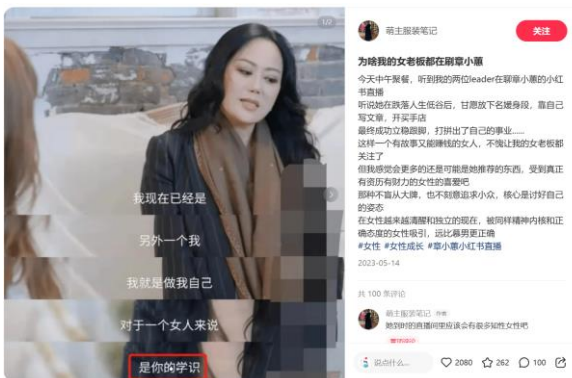 1/2
我现在已经是
另外一个我
我就是做我自己
对于一个女人来说
是你的学识
萌主服装笔记
关注
为啥我的女老板都在刷章小蕙
今天中午聚餐，听到我的两位leader在聊章小蕙的小红
书直播
听说她在跌落人生低谷后，甘愿放下名媛身段，靠自己
写文章，开买手店
最终成功立稳跟脚，打拼出了自己的事业......
这样一个有故事又能赚钱的女人，不愧让我的女老板都
关注了
但我感觉会更多的还是可能是她推荐的东西，受到真正
有资历有财力的女性的喜爱吧
那种不盲从大牌，也不刻意追求小众，核心是讨好自己
的姿态
在女性越来越清醒和独立的现在，被同样精神内核和正
确态度的女性吸引，远比慕男更正确
#女性 #女性成长 #章小蕙小红书直播
2023-05-14
共 100 条评论
萌主服装笔记 作者
她到时的直播间里应该会有很多知性女性吧
置顶评论
说点什么...
2080
262
100